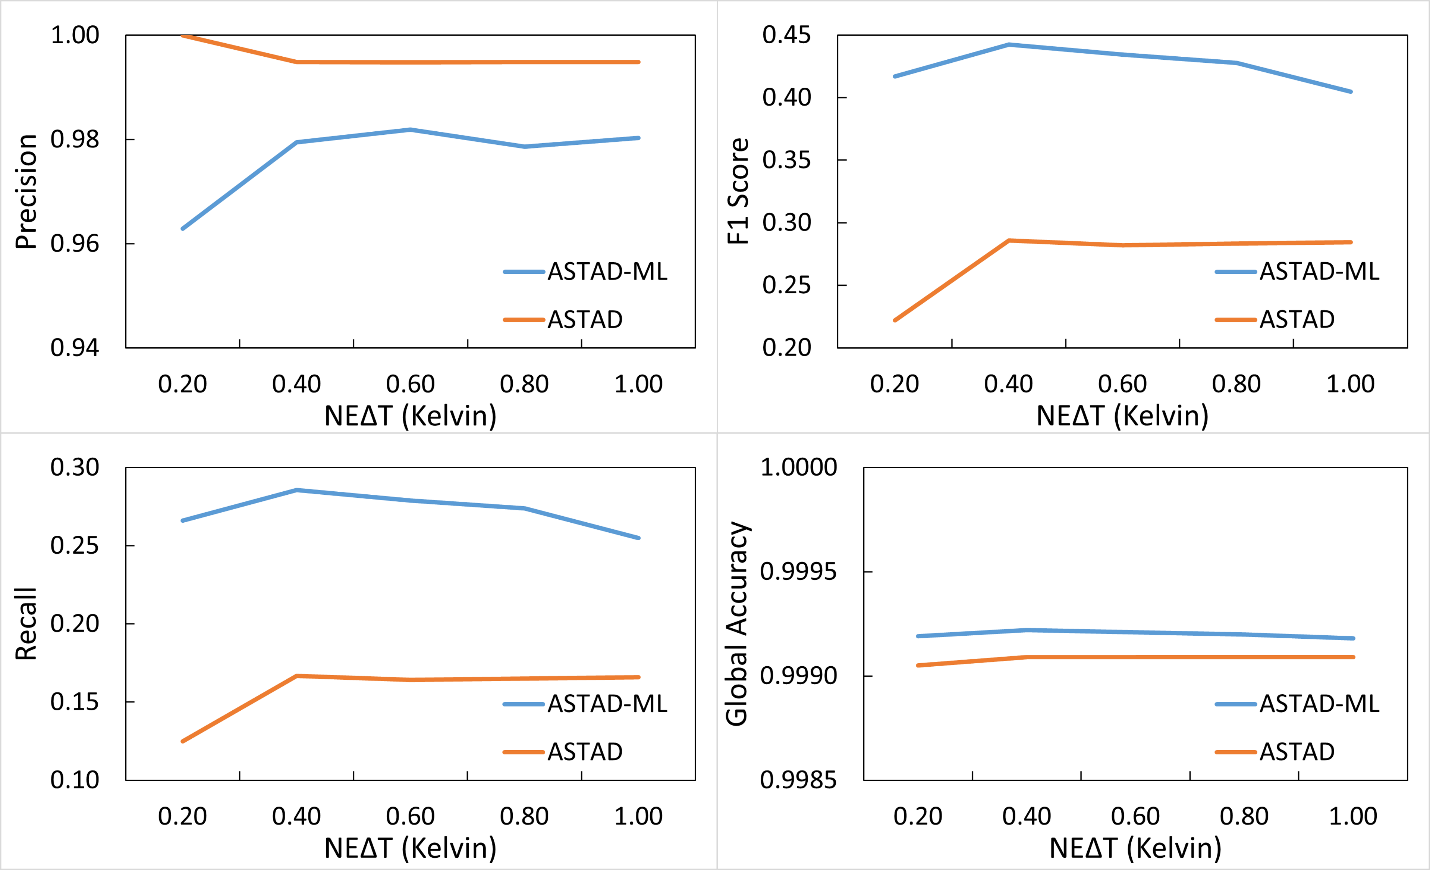 1.00
0.98
0.96
0.94
Precision
ASTAD-ML
ASTAD
0.20 0.40 0.60 0.80 1.00
NEΔT (Kelvin)
0.45
0.40
0.35
0.30
0.25
0.20
F1 Score
ASTAD-ML
ASTAD
0.20 0.40 0.60 0.80 1.00
NEΔT (Kelvin)
0.30
0.25
0.20
0.15
0.10
Recall
ASTAD-ML
ASTAD
0.20 0.40 0.60 0.80 1.00
NEΔT (Kelvin)
1.0000
0.9995
0.9990
0.9985
Global Accuracy
ASTAD-ML
ASTAD
0.20 0.40 0.60 0.80 1.00
NEΔT (Kelvin)